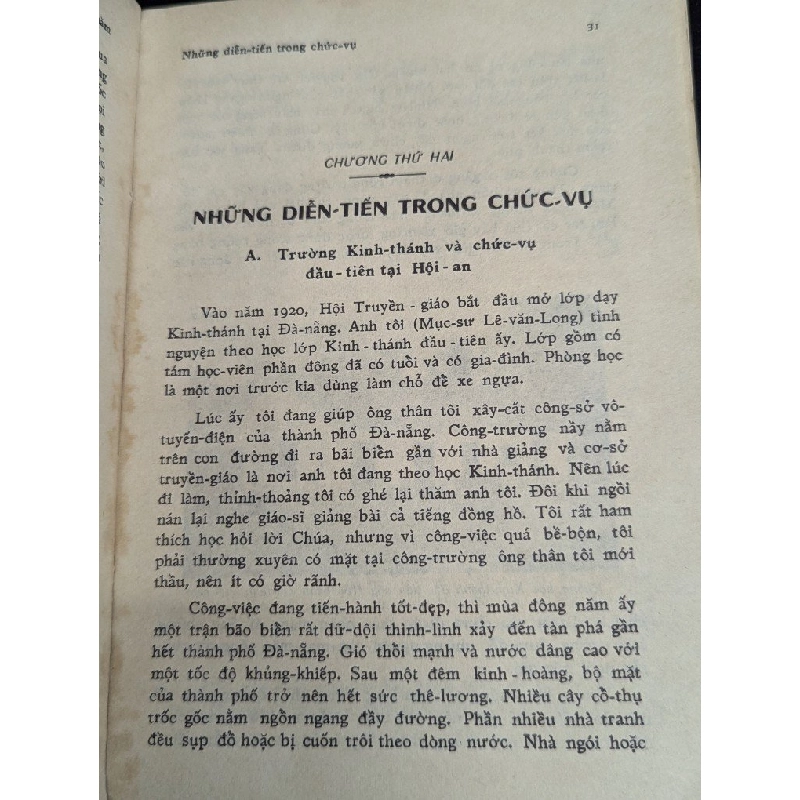 Những diễn-tiến trong chức-vụ
31
CHƯƠNG THỨ HAI
NHỮNG DIỄN-TIẾN TRONG CHỨC-VỤ
A. Trường Kinh-thánh và chức-vụ
đầu-tiên tại Hội-an
Vào năm 1920, Hội Truyền-giáo bắt đầu mở lớp dạy
Kinh-thánh tại Đà-nẵng. Anh tôi (Mục-sư Lê-văn-Long) tình
nguyện theo học lớp Kinh-thánh đầu-tiên ấy. Lớp gồm có
tám học-viên phần đông đã có tuổi và có gia-đình. Phòng học
là một nơi trước kia dùng làm chỗ để xe ngựa.
Lúc ấy tôi đang giúp ông thân tôi xây-cất công-sở vô-
tuyến-điện của thành phố Đà-nẵng. Công-trường nầy nằm
trên con đường đi ra bãi biển gần với nhà giảng và cơ-sở
truyền-giáo là nơi anh tôi đang theo học Kinh-thánh. Nên lúc
đi làm, thỉnh-thoảng tôi có ghé lại thăm anh tôi. Đôi khi ngồi
nán lại nghe giáo-sĩ giảng bài cả tiếng đồng hồ. Tôi rất ham
thích học hỏi lời Chúa, nhưng vì công-việc quá bề-bộn, tôi
phải thường xuyên có mặt tại công-trường ông thân tôi mới
thầu, nên ít có giờ rãnh.
Công-việc đang tiến-hành tốt-đẹp, thì mùa đông năm ấy
một trận bão biển rất dữ-dội thình-lình xảy đến tàn phá gần
hết thành phố Đà-nẵng. Gió thổi mạnh và nước dâng cao với
một tốc độ khủng-khiếp. Sau một đêm kinh-hoàng, bộ mặt
của thành phố trở nên hết sức thê-lương. Nhiều cây cổ-thụ
trốc gốc nằm ngổn ngang đầy đường. Phần nhiều nhà tranh
đều sụp đổ hoặc bị cuốn trôi theo dòng nước. Nhà ngói hoặc